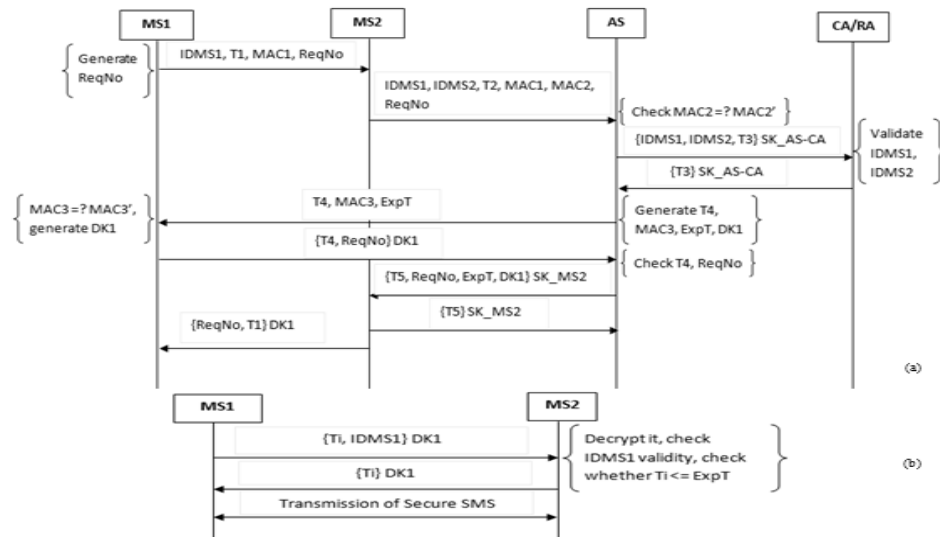 MS1
MS2
AS
CA/RA
Generate
ReqNo
IDMS1, T1, MAC1, ReqNo
IDMS1, IDMS2, T2, MAC1, MAC2,
ReqNo
Check MAC2 =? MAC2'
{IDMS1, IDMS2, T3} SK_AS-CA
Validate
IDMS1,
IDMS2
{T3} SK_AS-CA
T4, MAC3, ExpT
MAC3 =? MAC3',
generate DK1
Generate T4,
MAC3, ExpT, DK1
{T4, ReqNo} DK1
Check T4, ReqNo
{T5, ReqNo, ExpT, DK1} SK_MS2
{T5} SK_MS2
{ReqNo, T1} DK1
(a)
MS1
MS2
{Ti, IDMS1} DK1
Decrypt it, check
IDMS1 validity, check
whether Ti <= ExpT
{Ti} DK1
(b)
Transmission of Secure SMS